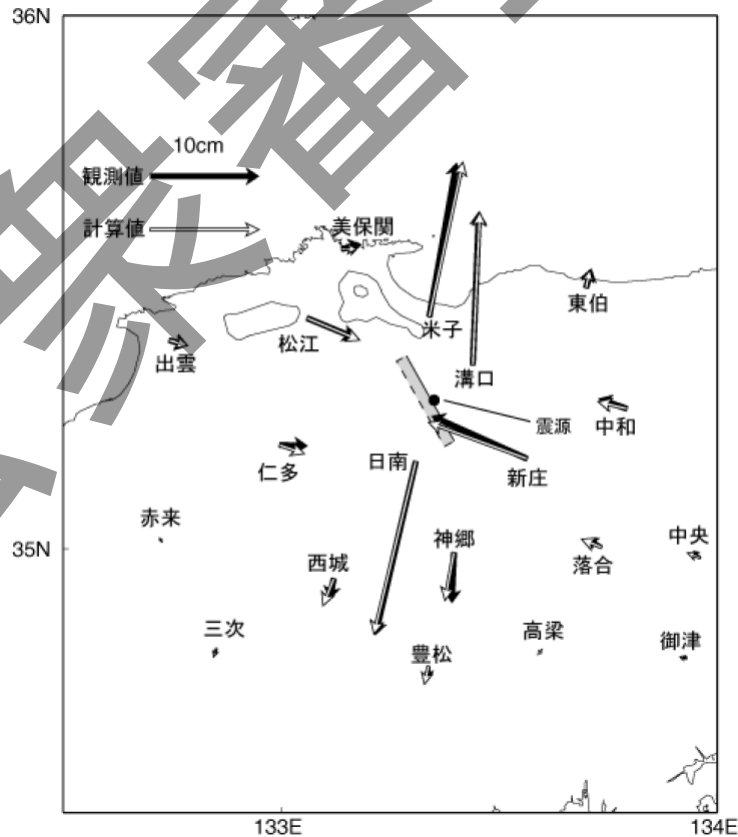 36N
10cm
観測値
計算値
美保関
東伯
米子
松江
出雲
溝口
震源
中和
日南
新庄
仁多
赤来
35N
神郷
中央
西城
落合
三次
高梁
御津
豊松
133E
134E